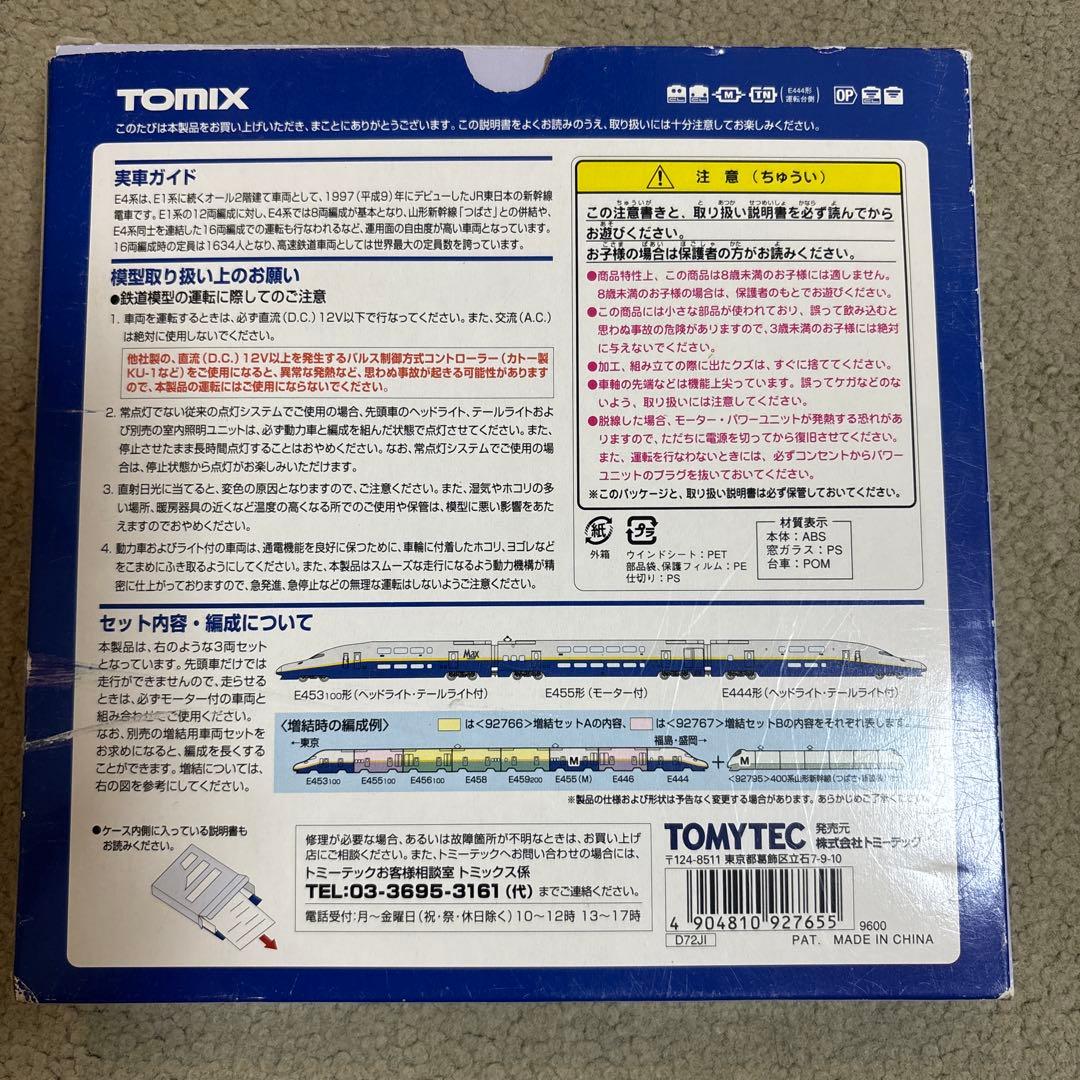 TOMIX
M TN (E444形運転台側) OP
このたびは本製品をお買い上げいただき、まことにありがとうございます。この説明書をよくお読みのうえ、取り扱いには十分注意してお楽しみください。
実車ガイド
E4系は、E1系に続くオール2階建て車両として、1997(平成9)年にデビューしたJR東日本の新幹線
電車です。E1系の12両編成に対し、E4系では8両編成が基本となり、山形新幹線「つばさ」との併結や、
E4系同士を連結した16両編成での運転も行なわれるなど、運用面の自由度が高い車両となっています。
16両編成時の定員は1634人となり、高速鉄道車両としては世界最大の定員数を誇っています。
模型取り扱い上のお願い
●鉄道模型の運転に際してのご注意
1. 車両を運転するときは、必ず直流(D.C.)12V以下で行なってください。また、交流(A.C.)
は絶対に使用しないでください。
他社製の、直流(D.C.)12V以上を発生するパルス制御方式コントローラー(カトー製
KU-1など)をご使用になると、異常な発熱など、思わぬ事故が起きる可能性があります
ので、本製品の運転にはご使用にならないでください。
2. 常点灯でない従来の点灯システムでご使用の場合、先頭車のヘッドライト、テールライトおよ
び別売の室内照明ユニットは、必ず動力車と編成を組んだ状態で点灯させてください。また、
停止させたまま長時間点灯することはおやめください。なお、常点灯システムでご使用の場合
は、停止状態から点灯がお楽しみいただけます。
3. 直射日光に当てると、変色の原因となりますので、ご注意ください。また、湿気やホコリの多
い場所、暖房器具の近くなど温度の高くなる所でのご使用や保管は、模型に悪い影響をあた
えますのでおやめください。
4. 動力車およびライト付の車両は、通電機能を良好に保つために、車輪に付着したホコリ、ヨゴレなど
をこまめにふき取るようにしてください。また、本製品はスムーズな走行になるよう動力機構が精
密に仕上がっておりますので、急発進、急停止などの無理な運転はしないようご注意ください。
注 意(ちゅうい)
ちゅういが と あつか せつめいしょ かなら よ
この注意書きと、取り扱い説明書を必ず読んでから
あそ
お遊びください。
こさま ばあい ほごしゃ かた よ
お子様の場合は保護者の方がお読みください。
●商品特性上、この商品は8歳未満のお子様には適しません。
8歳未満のお子様の場合は、保護者のもとでお遊びください。
●この商品には小さな部品が使われており、誤って飲み込むと
思わぬ事故の危険がありますので、3歳未満のお子様には絶対
に与えないでください。
●加工、組み立ての際に出たクズは、すぐに捨ててください。
●車軸の先端などは機能上尖っています。誤ってケガなどのな
いよう、取り扱いには注意してください。
●脱線した場合、モーター・パワーユニットが発熱する恐れがあ
りますので、ただちに電源を切ってから復旧させてください。
また、運転を行なわないときには、必ずコンセントからパワー
ユニットのプラグを抜いておいてください。
※このパッケージと、取り扱い説明書は必ず保管しておいてください。
紙
外箱
プラ
ウインドシート:PET
部品袋、保護フィルム:PE
仕切り:PS
材質表示
本体:ABS
窓ガラス:PS
台車:POM
セット内容・編成について
本製品は、右のような3両セット
となっています。先頭車だけでは
走行ができませんので、走らせる
ときは、必ずモーター付の車両と
組み合わせてご使用ください。
なお、別売の増結用車両セットを
お求めになると、編成を長くする
ことができます。増結については、
右の図を参考にしてください。
Max
E453100形(ヘッドライト・テールライト付) E455形(モーター付) E444形(ヘッドライト・テールライト付)
〈増結時の編成例〉 は<92766>増結セットAの内容、 は<92767>増結セットBの内容をそれぞれ表します
←東京 福島・盛岡→
M + M
E453100 E455100 E456100 E458 E459200 E455(M) E446 E444 <92795>400系山形新幹線(つばさ・新塗装)セット
※製品の仕様および形状は予告なく変更する場合があります。あらかじめご了承ください
●ケース内側に入っている説明書も
お読みください。
修理が必要な場合、あるいは故障箇所が不明なときは、お買い上げ
店にご相談ください。また、トミーテックへお問い合わせの場合には、
トミーテックお客様相談室 トミックス係
TEL:03-3695-3161(代)までご連絡ください。
電話受付:月〜金曜日(祝・祭・休日除く)10〜12時 13〜17時
TOMYTEC 発売元
株式会社トミーテック
〒124-8511 東京都葛飾区立石7-9-10
4 904810 927655 9600
D72JI PAT. MADE IN CHINA